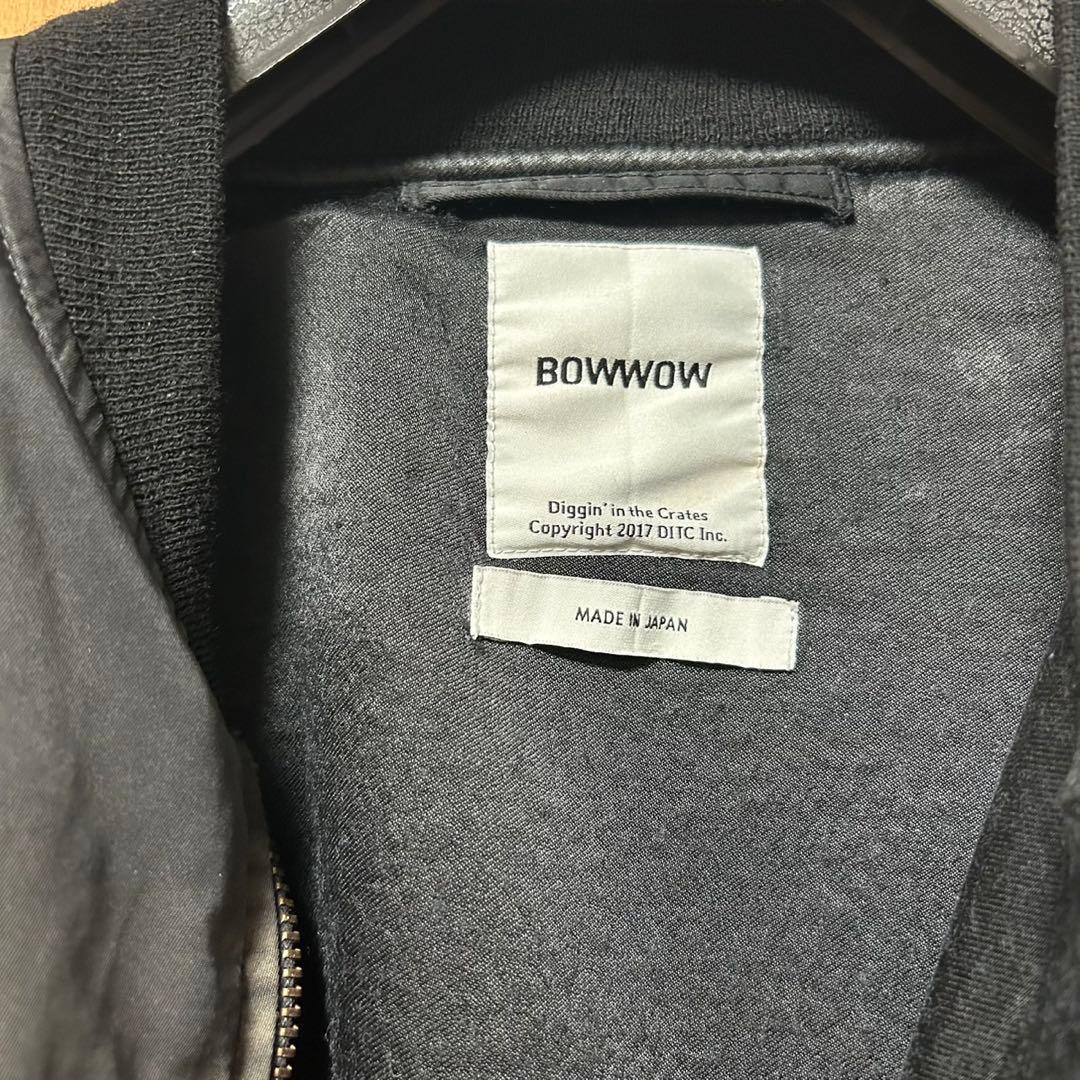 BOWWOW
Diggin' in the Crates
Copyright 2017 DITC Inc.
MADE IN JAPAN